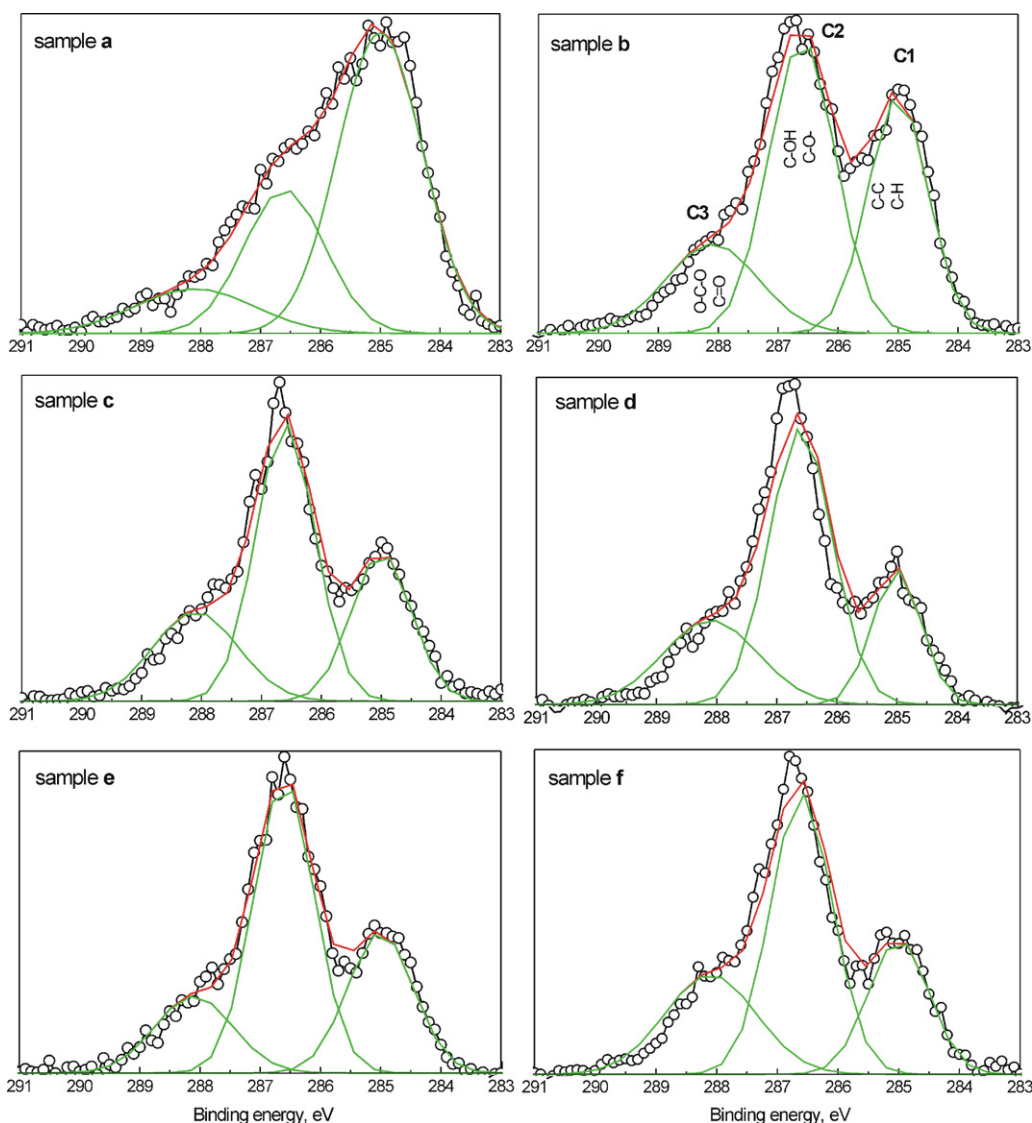 sample a
291 290 289 288 287 286 285 284 283
sample b
C2
C1
C-OH
C-O-
C-C
C-H
C3
O-C-O
C=O
291 290 289 288 287 286 285 284 283
sample c
291 290 289 288 287 286 285 284 283
sample d
291 290 289 288 287 286 285 284 283
sample e
291 290 289 288 287 286 285 284 283
Binding energy, eV
sample f
291 290 289 288 287 286 285 284 283
Binding energy, eV